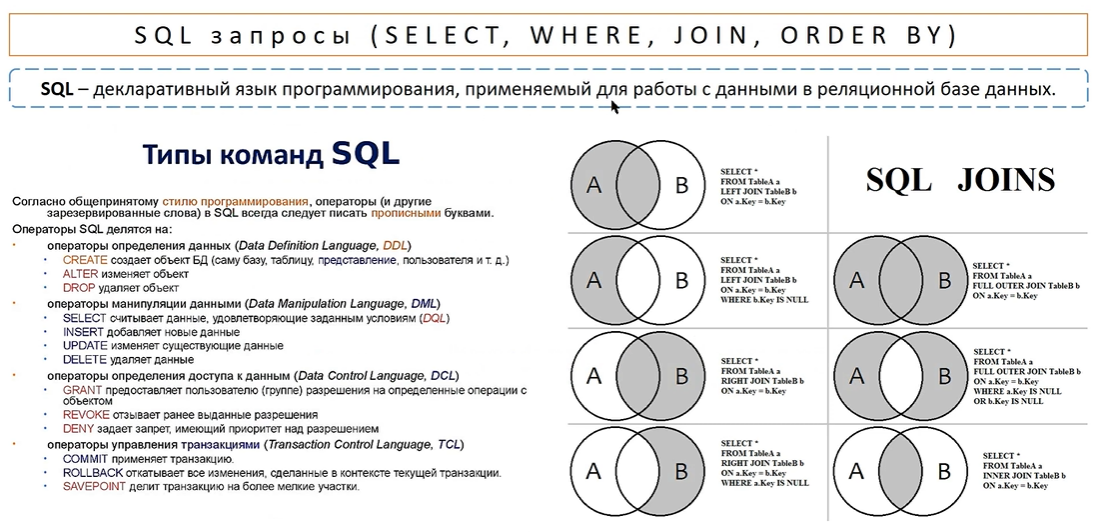 SQL запросы (SELECT, WHERE, JOIN, ORDER BY)
SQL – декларативный язык программирования, применяемый для работы с данными в реляционной базе данных.
Типы команд SQL
Согласно общепринятому стилю программирования, операторы (и другие
зарезервированные слова) в SQL всегда следует писать прописными буквами.
Операторы SQL делятся на:
• операторы определения данных (Data Definition Language, DDL)
• CREATE создает объект БД (саму базу, таблицу, представление, пользователя и т. д.)
• ALTER изменяет объект
• DROP удаляет объект
• операторы манипуляции данными (Data Manipulation Language, DML)
• SELECT считывает данные, удовлетворяющие заданным условиям (DQL)
• INSERT добавляет новые данные
• UPDATE изменяет существующие данные
• DELETE удаляет данные
• операторы определения доступа к данным (Data Control Language, DCL)
• GRANT предоставляет пользователю (группе) разрешения на определенные операции с
объектом
• REVOKE отзывает ранее выданные разрешения
• DENY задает запрет, имеющий приоритет над разрешением
• операторы управления транзакциями (Transaction Control Language, TCL)
• COMMIT применяет транзакцию.
• ROLLBACK откатывает все изменения, сделанные в контексте текущей транзакции.
• SAVEPOINT делит транзакцию на более мелкие участки.
A B
SELECT *
FROM TableA a
LEFT JOIN TableB b
ON a.Key = b.Key
A B
SELECT *
FROM TableA a
LEFT JOIN TableB b
ON a.Key = b.Key
WHERE b.Key IS NULL
A B
SELECT *
FROM TableA a
RIGHT JOIN TableB b
ON a.Key = b.Key
A B
SELECT *
FROM TableA a
RIGHT JOIN TableB b
ON a.Key = b.Key
WHERE a.Key IS NULL
SQL JOINS
A B
SELECT *
FROM TableA a
FULL OUTER JOIN TableB b
ON a.Key = b.Key
A B
SELECT *
FROM TableA a
FULL OUTER JOIN TableB b
ON a.Key = b.Key
WHERE a.Key IS NULL
OR b.Key IS NULL
A B
SELECT *
FROM TableA a
INNER JOIN TableB b
ON a.Key = b.Key